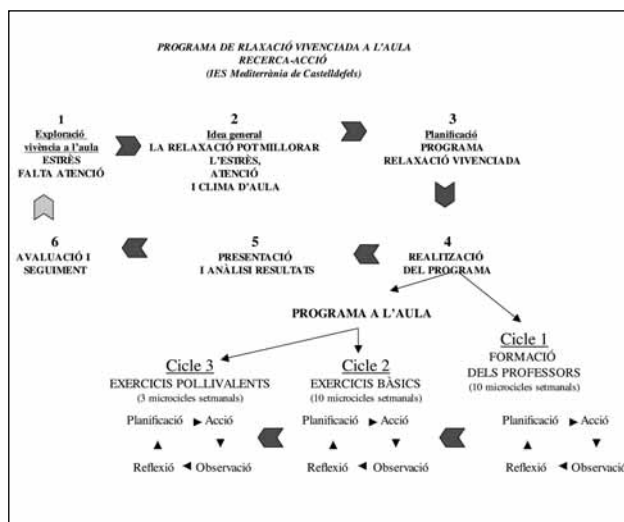 PROGRAMA DE RLAXACIÓ VIVENCIADA A L'AULA
RECERCA-ACCIÓ
(IES Mediterrània de Castelldefels)
1
Exploració
vivència a l'aula
ESTRÈS
FALTA ATENCIÓ
2
Idea general
LA RELAXACIÓ POT MILLORAR
L'ESTRÈS,
ATENCIÓ
I CLIMA D'AULA
3
Planificació
PROGRAMA
RELAXACIÓ VIVENCIADA
6
AVALUACIÓ I
SEGUIMENT
5
PRESENTACIÓ
I ANÀLISI RESULTATS
4
REALITZACIÓ
DEL PROGRAMA
PROGRAMA A L'AULA
Cicle 3
EXERCICIS POL.LIVALENTS
(3 microcicles setmanals)
Planificació Acció
Reflexió Observació
Cicle 2
EXERCICIS BÀSICS
(10 microcicles setmanals)
Planificació Acció
Reflexió Observació
Cicle 1
FORMACIÓ
DELS PROFESSORS
(10 microcicles setmanals)
Planificació Acció
Reflexió Observació